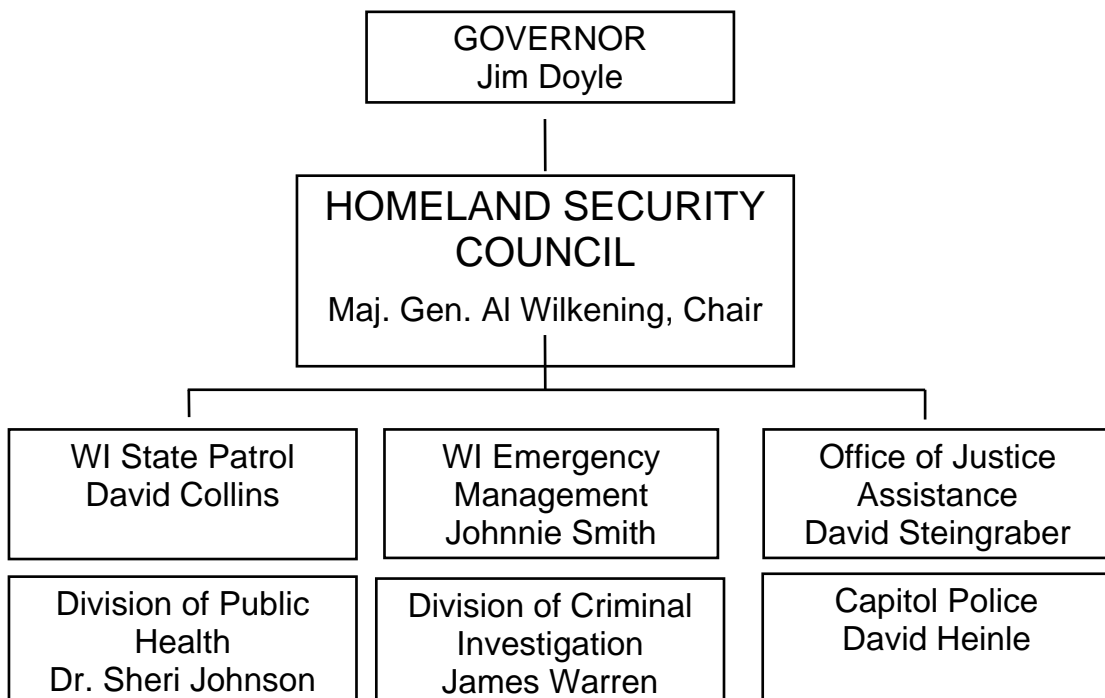 GOVERNOR
Jim Doyle
HOMELAND SECURITY
COUNCIL
Maj. Gen. Al Wilkening, Chair
WI State Patrol
David Collins
WI Emergency
Management
Johnnie Smith
Office of Justice
Assistance
David Steingraber
Division of Public
Health
Dr. Sheri Johnson
Division of Criminal
Investigation
James Warren
Capitol Police
David Heinle